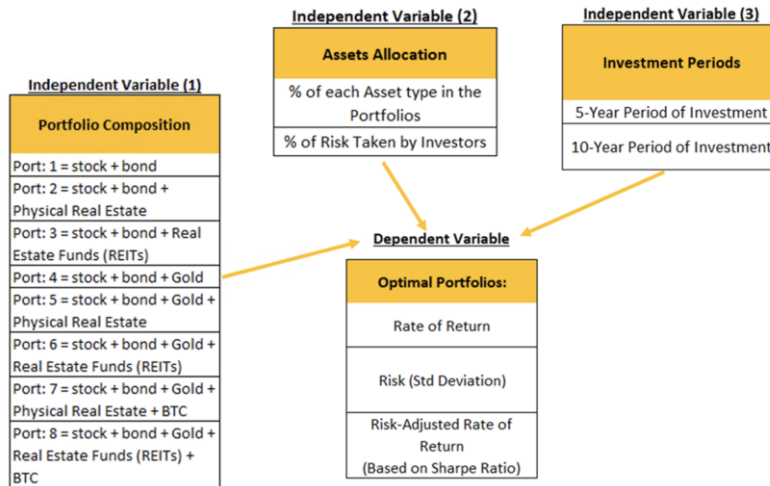 Independent Variable (1)
Portfolio Composition
Port: 1 = stock + bond
Port: 2 = stock + bond +
Physical Real Estate
Port: 3 = stock + bond + Real
Estate Funds (REITs)
Port: 4 = stock + bond + Gold
Port: 5 = stock + bond + Gold +
Physical Real Estate
Port: 6 = stock + bond + Gold +
Real Estate Funds (REITs)
Port: 7 = stock + bond + Gold +
Physical Real Estate + BTC
Port: 8 = stock + bond + Gold +
Real Estate Funds (REITs) +
BTC
Independent Variable (2)
Assets Allocation
% of each Asset type in the
Portfolios
% of Risk Taken by Investors
Independent Variable (3)
Investment Periods
5-Year Period of Investment
10-Year Period of Investment
Dependent Variable
Optimal Portfolios:
Rate of Return
Risk (Std Deviation)
Risk-Adjusted Rate of
Return
(Based on Sharpe Ratio)